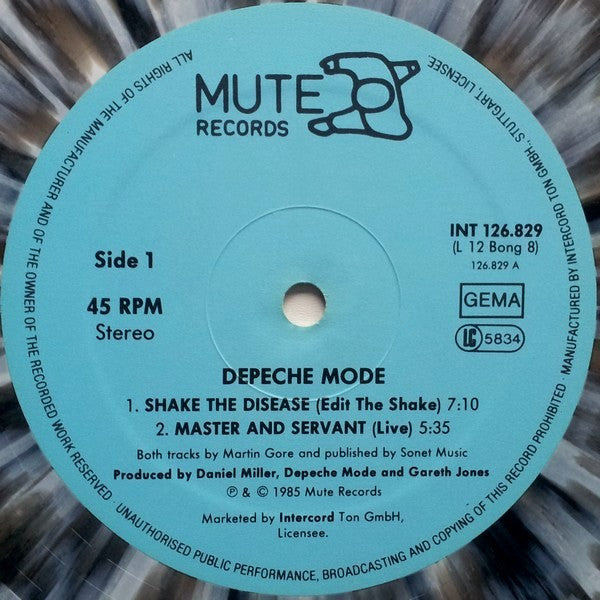 MUTE
RECORDS
Side 1
45 RPM
Stereo
INT 126.829
(L 12 Bong 8)
126.829 A
GEMA
LC 5834
DEPECHE MODE
1. SHAKE THE DISEASE (Edit The Shake) 7:10
2. MASTER AND SERVANT (Live) 5:35
Both tracks by Martin Gore and published by Sonet Music
Produced by Daniel Miller, Depeche Mode and Gareth Jones
℗ & © 1985 Mute Records
Marketed by Intercord Ton GmbH,
Licensee.
ALL RIGHTS OF THE MANUFACTURER AND OF THE OWNER OF THE RECORDED WORK RESERVED · UNAUTHORISED PUBLIC PERFORMANCE, BROADCASTING AND COPYING OF THIS RECORD PROHIBITED · MANUFACTURED BY INTERCORD TON GMBH., STUTTGART, LICENSEE.